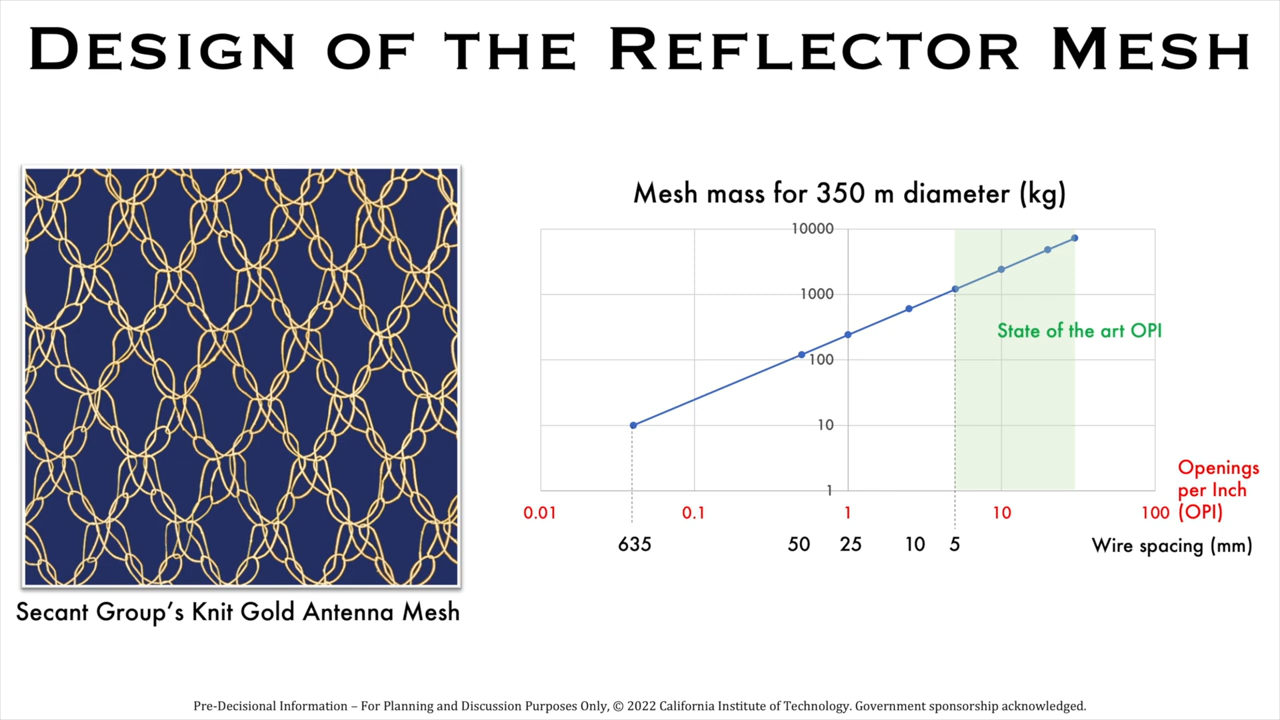 DESIGN OF THE REFLECTOR MESH
Secant Group's Knit Gold Antenna Mesh
Mesh mass for 350 m diameter (kg)
10000
1000
100
10
1
State of the art OPI
0.01 0.1 1 10 100
Openings
per Inch
(OPI)
635 50 25 10 5
Wire spacing (mm)
Pre-Decisional Information – For Planning and Discussion Purposes Only, © 2022 California Institute of Technology. Government sponsorship acknowledged.